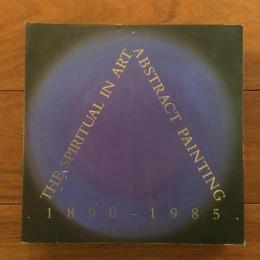 THE SPIRITUAL IN ART
ABSTRACT PAINTING
1890-1985